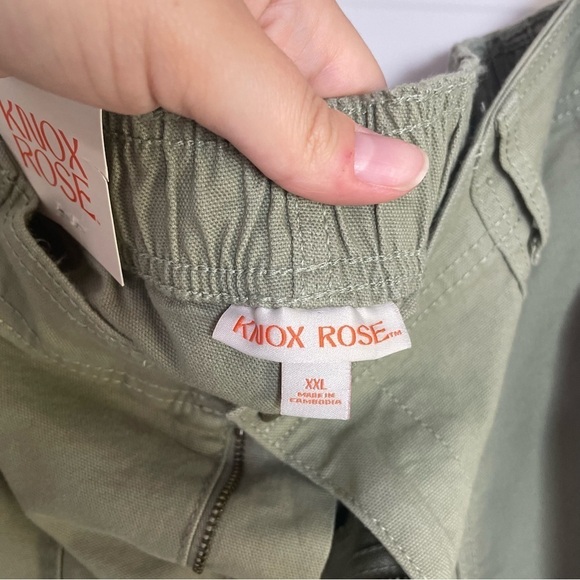 KNOX
ROSE
KNOX ROSE™
XXL
MADE IN
CAMBODIA